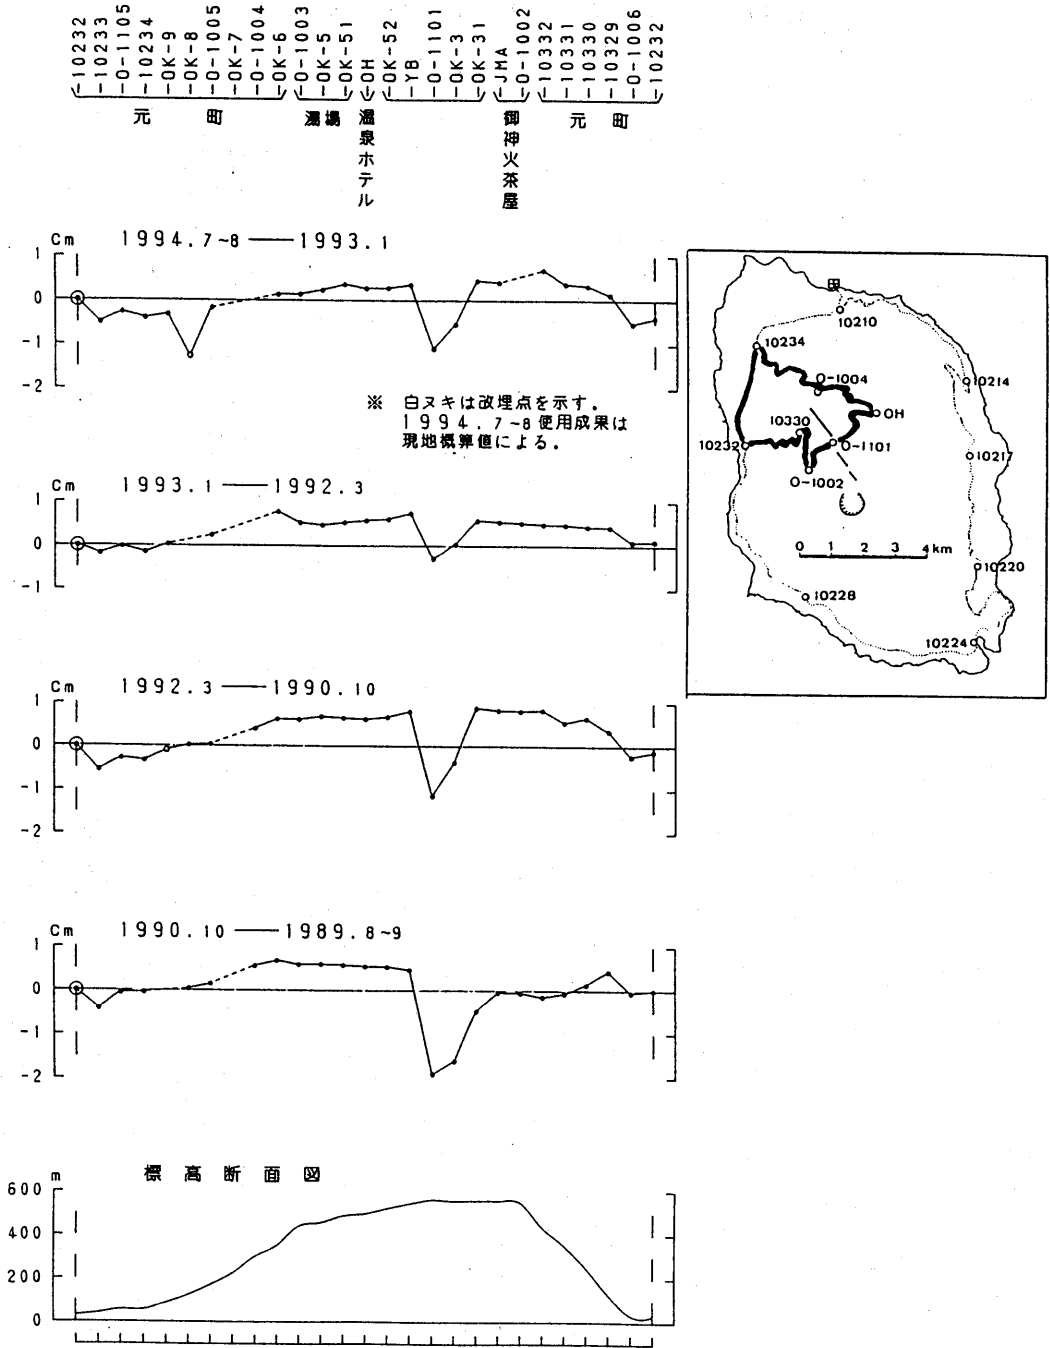 10232
10233
O-1105
10234
OK-9
OK-8
O-1005
OK-7
O-1004
OK-6
O-1003
OK-5
OK-51
OH
OK-52
YB
O-1101
OK-3
OK-31
JMA
O-1002
10332
10331
10330
10329
O-1006
10232
元 町
湯場
温泉ホテル
御神火茶屋
元 町
Cm 1994.7~8 ── 1993.1
1
0
-1
-2
※ 白ヌキは改埋点を示す.
1994.7~8使用成果は
現地概算値による.
Cm 1993.1 ── 1992.3
1
0
-1
Cm 1992.3 ── 1990.10
1
0
-1
-2
Cm 1990.10 ── 1989.8~9
1
0
-1
-2
m 標高断面図
600
400
200
0
10210
10234
O-1004
10214
OH
10330
10232
O-1101
10217
O-1002
0 1 2 3 4km
10220
10228
10224